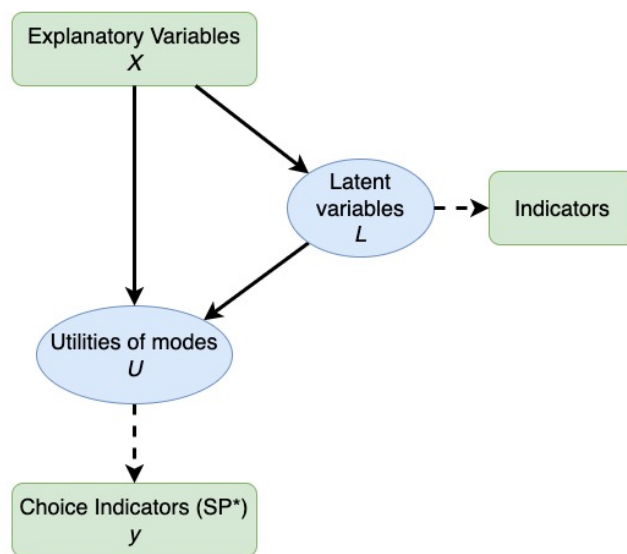 Explanatory Variables
X
Latent
variables
L
Indicators
Utilities of modes
U
Choice Indicators (SP*)
y